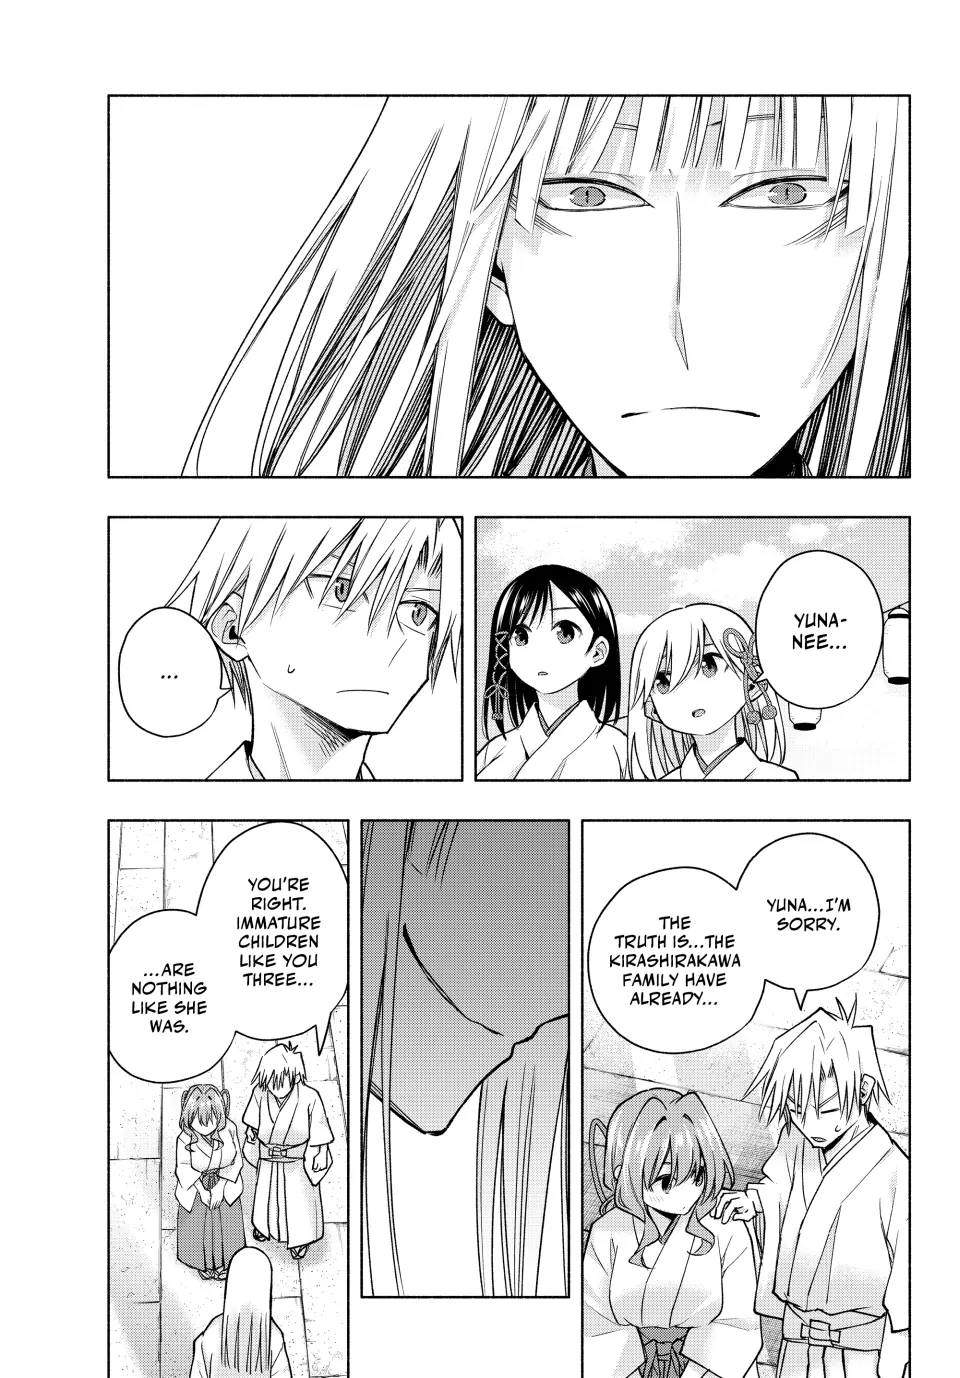 YUNA-
NEE...
...
YUNA...I'M
SORRY.
THE
TRUTH IS...THE
KIRASHIRAKAWA
FAMILY HAVE
ALREADY...
YOU'RE
RIGHT.
IMMATURE
CHILDREN
LIKE YOU
THREE...
...ARE
NOTHING
LIKE SHE
WAS.